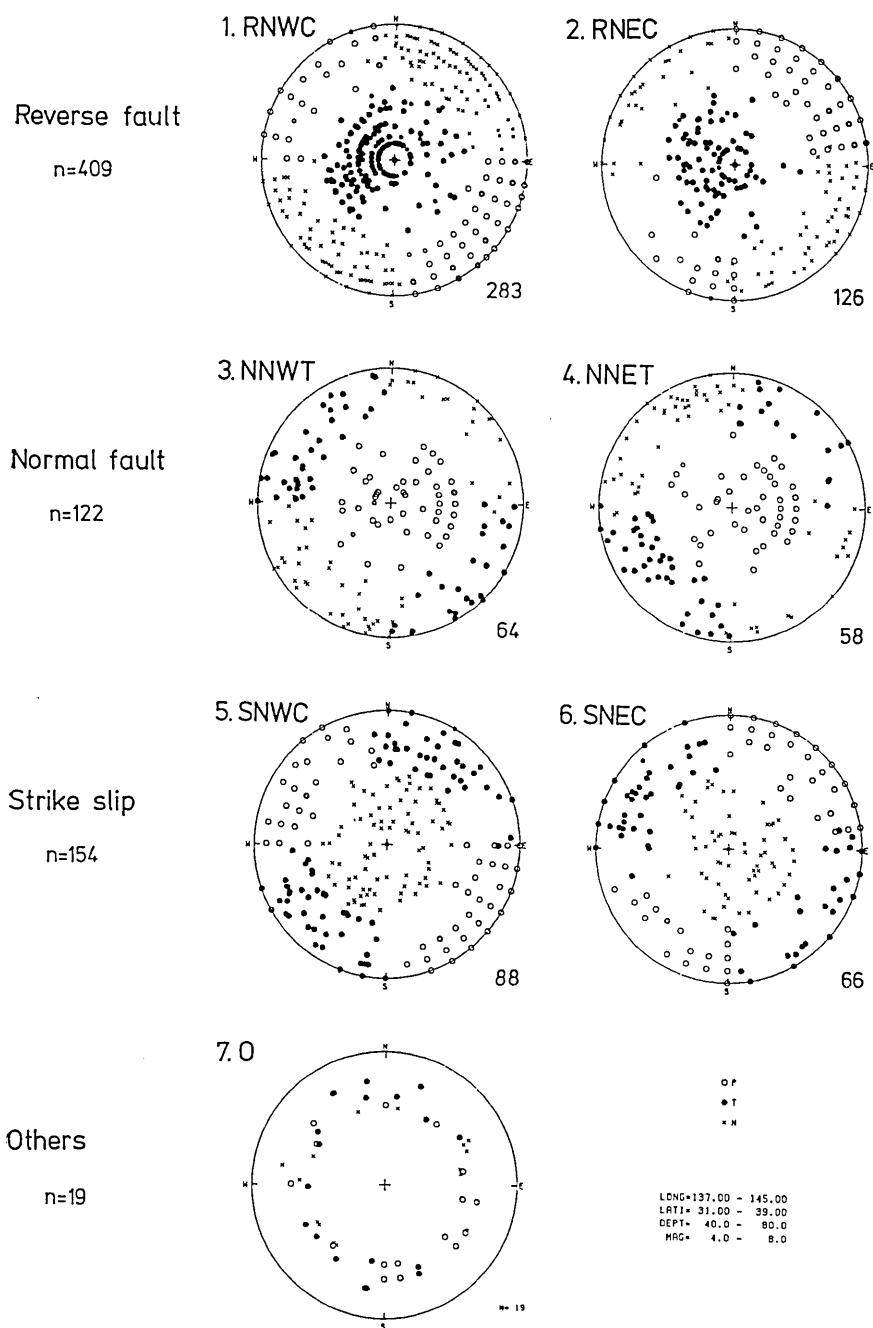 1. RNWC
2. RNEC
Reverse fault
n=409
N
W
E
S
283
N
W
E
S
126
3. NNWT
4. NNET
Normal fault
n=122
N
W
E
S
64
N
W
E
S
58
5. SNWC
6. SNEC
Strike slip
n=154
N
W
E
S
88
N
W
E
S
66
7. O
Others
n=19
N
W
E
S
N= 19
P
T
N
LONG=137.00 - 145.00
LATI= 31.00 - 39.00
DEPT= 40.0 - 80.0
MAG= 4.0 - 8.0